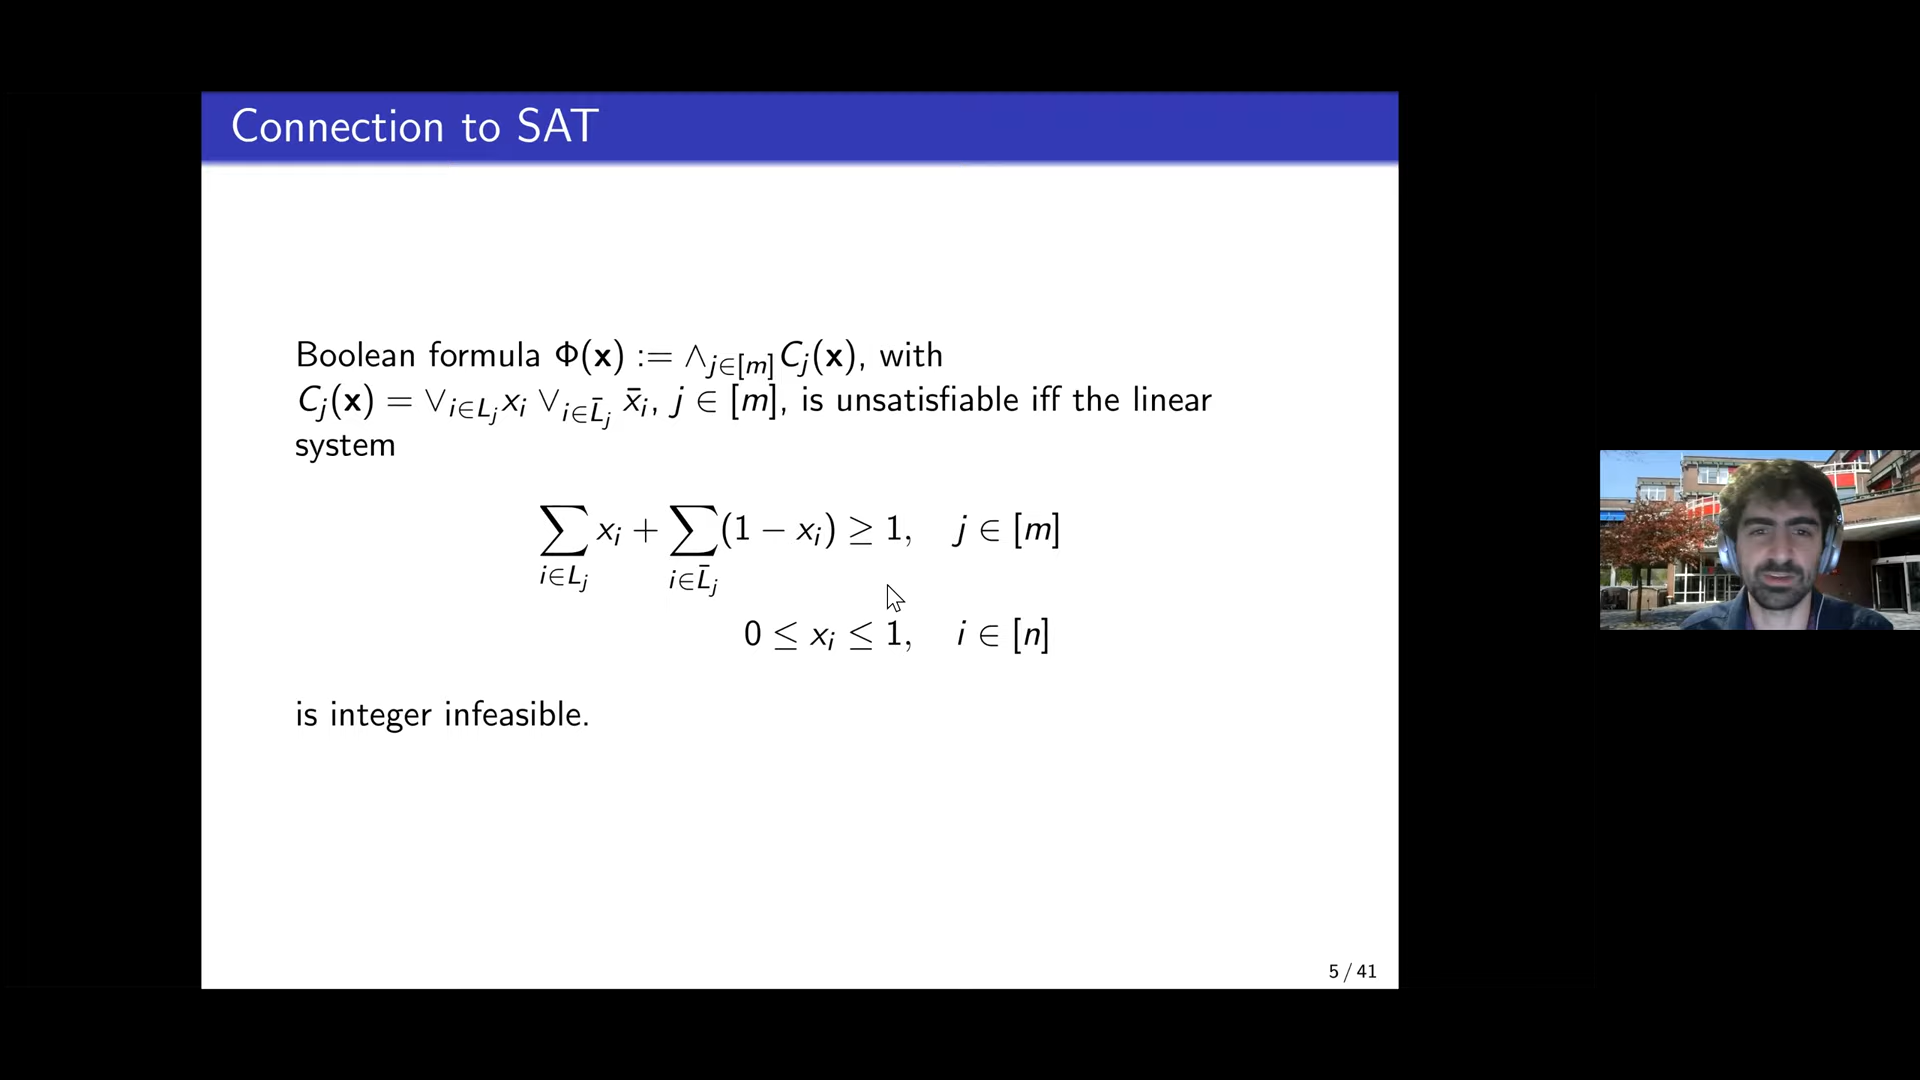 Connection to SAT
Boolean formula Φ(x) := ∧_{j∈[m]} C_j(x), with
C_j(x) = ∨_{i∈L_j} x_i ∨_{i∈L̄_j} x̄_i, j ∈ [m], is unsatisfiable iff the linear
system
∑_{i∈L_j} x_i + ∑_{i∈L̄_j} (1 − x_i) ≥ 1, j ∈ [m]
0 ≤ x_i ≤ 1, i ∈ [n]
is integer infeasible.
5 / 41